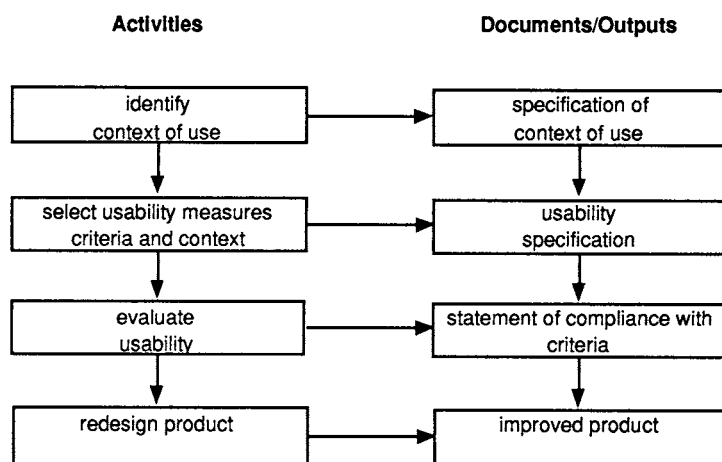 Activities
Documents/Outputs
identify
context of use
specification of
context of use
select usability measures
criteria and context
usability
specification
evaluate
usability
statement of compliance with
criteria
redesign product
improved product